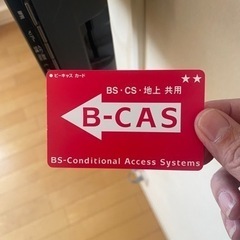 ●ビーキャス カード
★★
BS・CS・地上 共用
B-CAS
BS-Conditional Access Systems